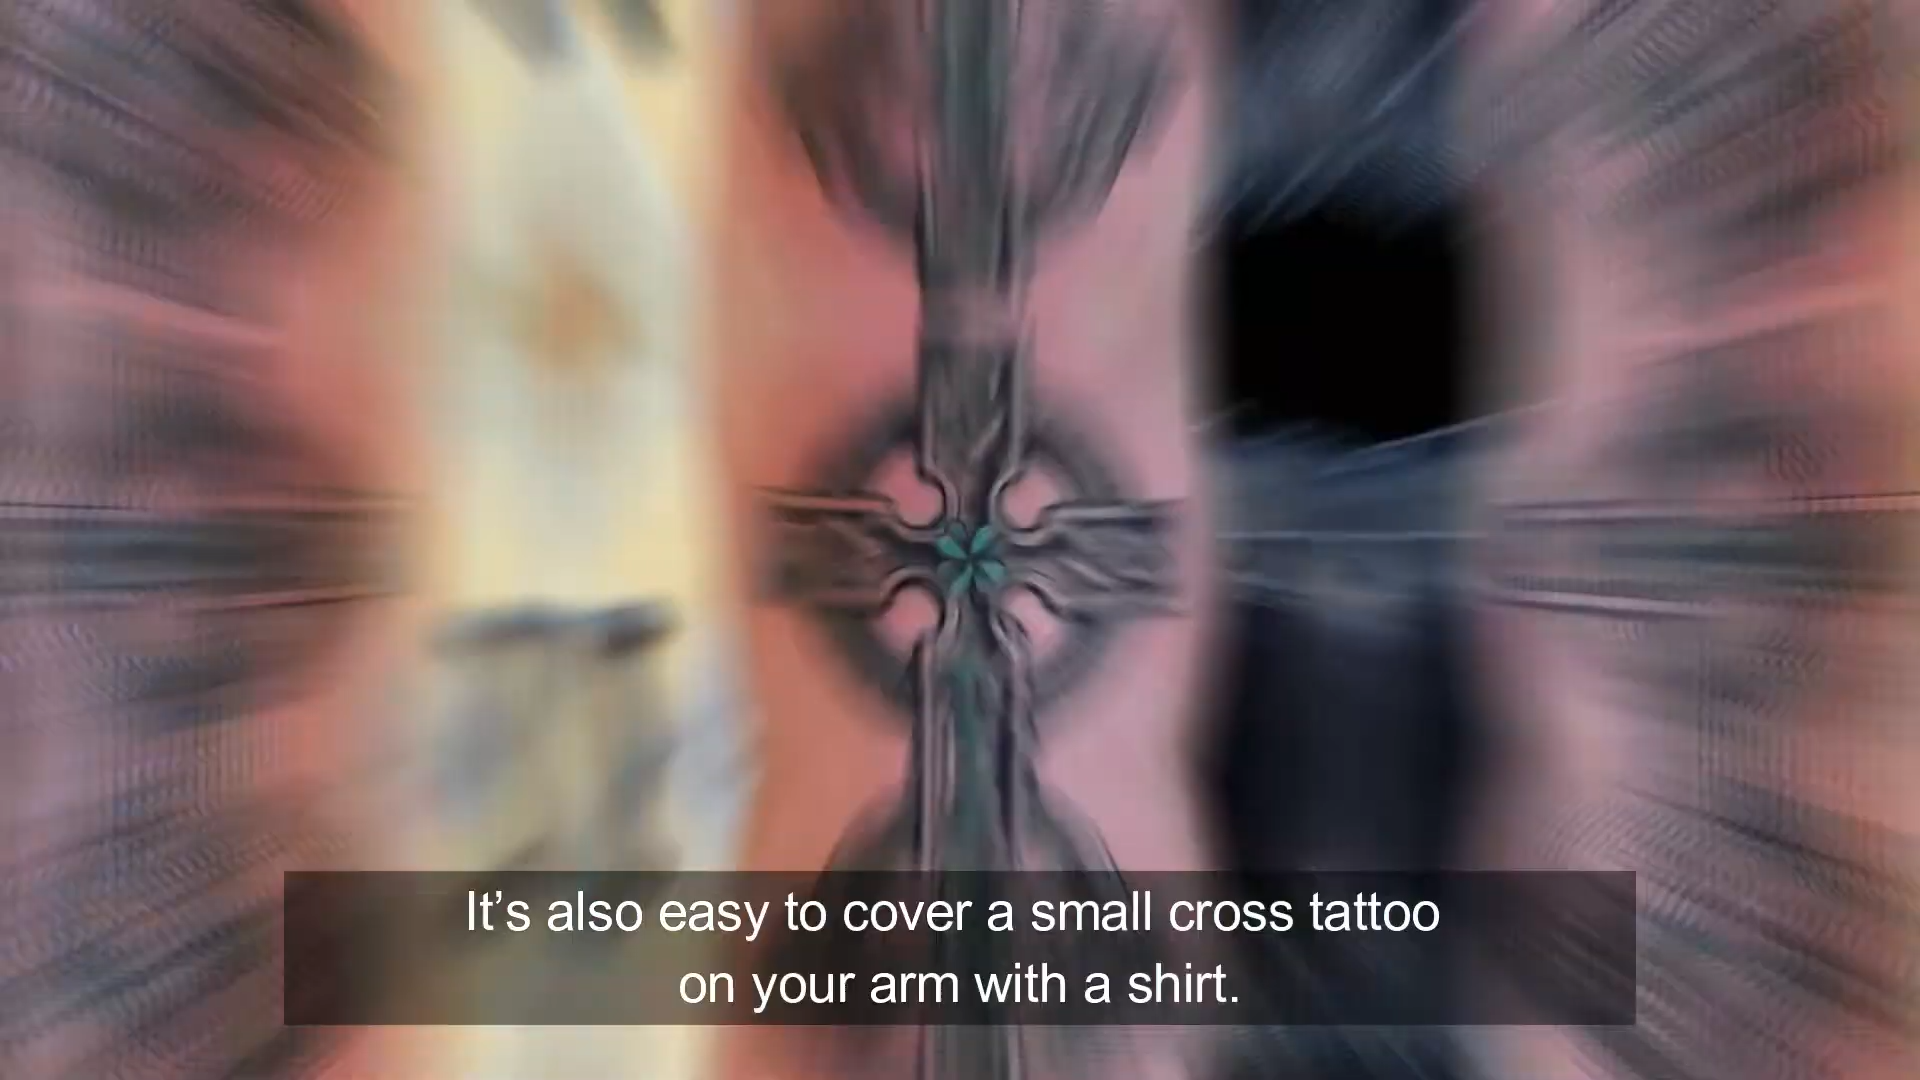 It’s also easy to cover a small cross tattoo
on your arm with a shirt.